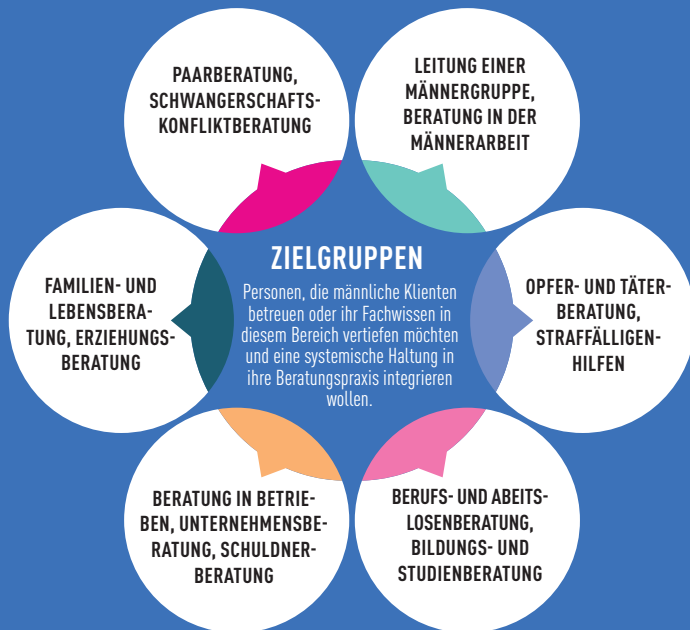 PAARBERATUNG,
SCHWANGERSCHAFTS-
KONFLIKTBERATUNG
LEITUNG EINER
MÄNNERGRUPPE,
BERATUNG IN DER
MÄNNERARBEIT
ZIELGRUPPEN
Personen, die männliche Klienten
betreuen oder ihr Fachwissen in
diesem Bereich vertiefen möchten
und eine systemische Haltung in
ihre Beratungspraxis integrieren
wollen.
FAMILIEN- UND
LEBENSBERA-
TUNG, ERZIEHUNGS-
BERATUNG
OPFER- UND TÄTER-
BERATUNG,
STRAFFÄLLIGEN-
HILFEN
BERATUNG IN BETRIE-
BEN, UNTERNEHMENSBE-
RATUNG, SCHULDNER-
BERATUNG
BERUFS- UND ABEITS-
LOSENBERATUNG,
BILDUNGS- UND
STUDIENBERATUNG